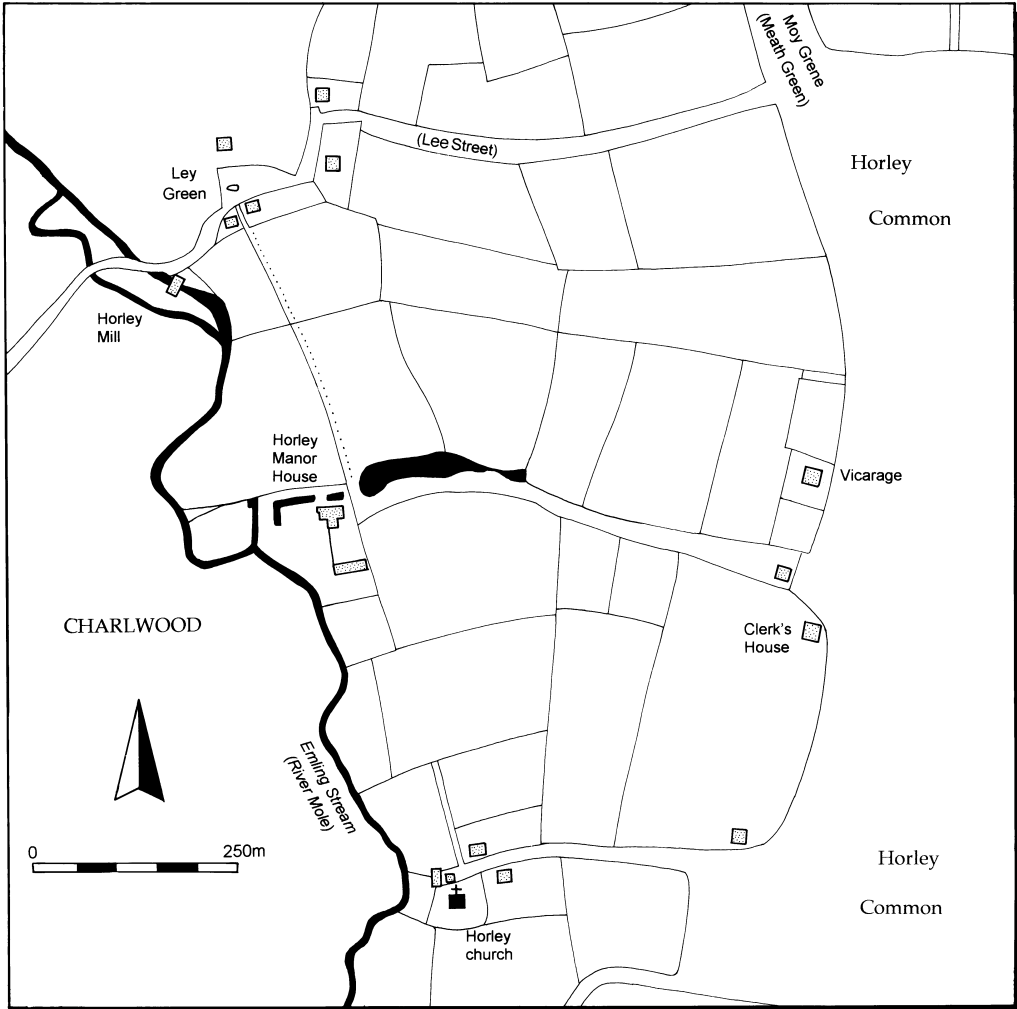 Moy Grene
(Meath Green)
(Lee Street)
Horley
Common
Ley
Green
Horley
Mill
Horley
Manor
House
Vicarage
CHARLWOOD
Clerk's
House
Emling Stream
(River Mole)
0 250m
Horley
Common
Horley
church